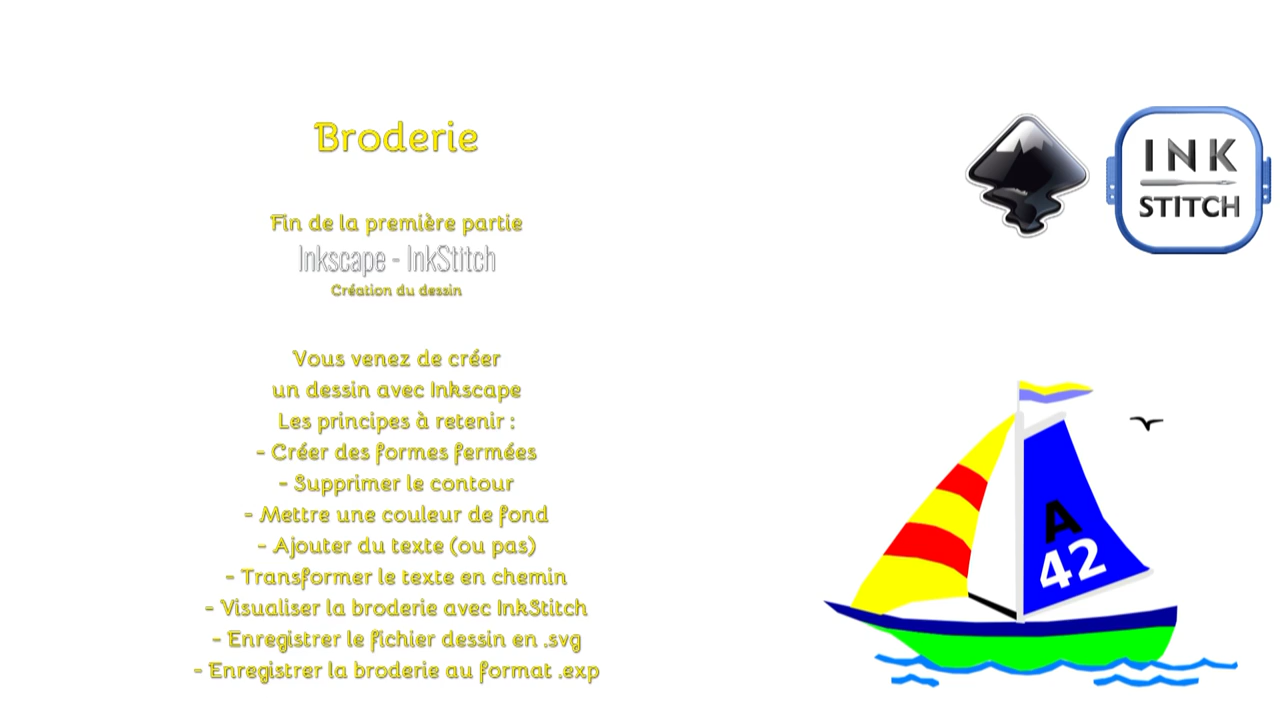 Broderie
Fin de la première partie
Inkscape - InkStitch
Création du dessin
Vous venez de créer
un dessin avec Inkscape
Les principes à retenir :
- Créer des formes fermées
- Supprimer le contour
- Mettre une couleur de fond
- Ajouter du texte (ou pas)
- Transformer le texte en chemin
- Visualiser la broderie avec InkStitch
- Enregistrer le fichier dessin en .svg
- Enregistrer la broderie au format .exp
INK
STITCH
A
42